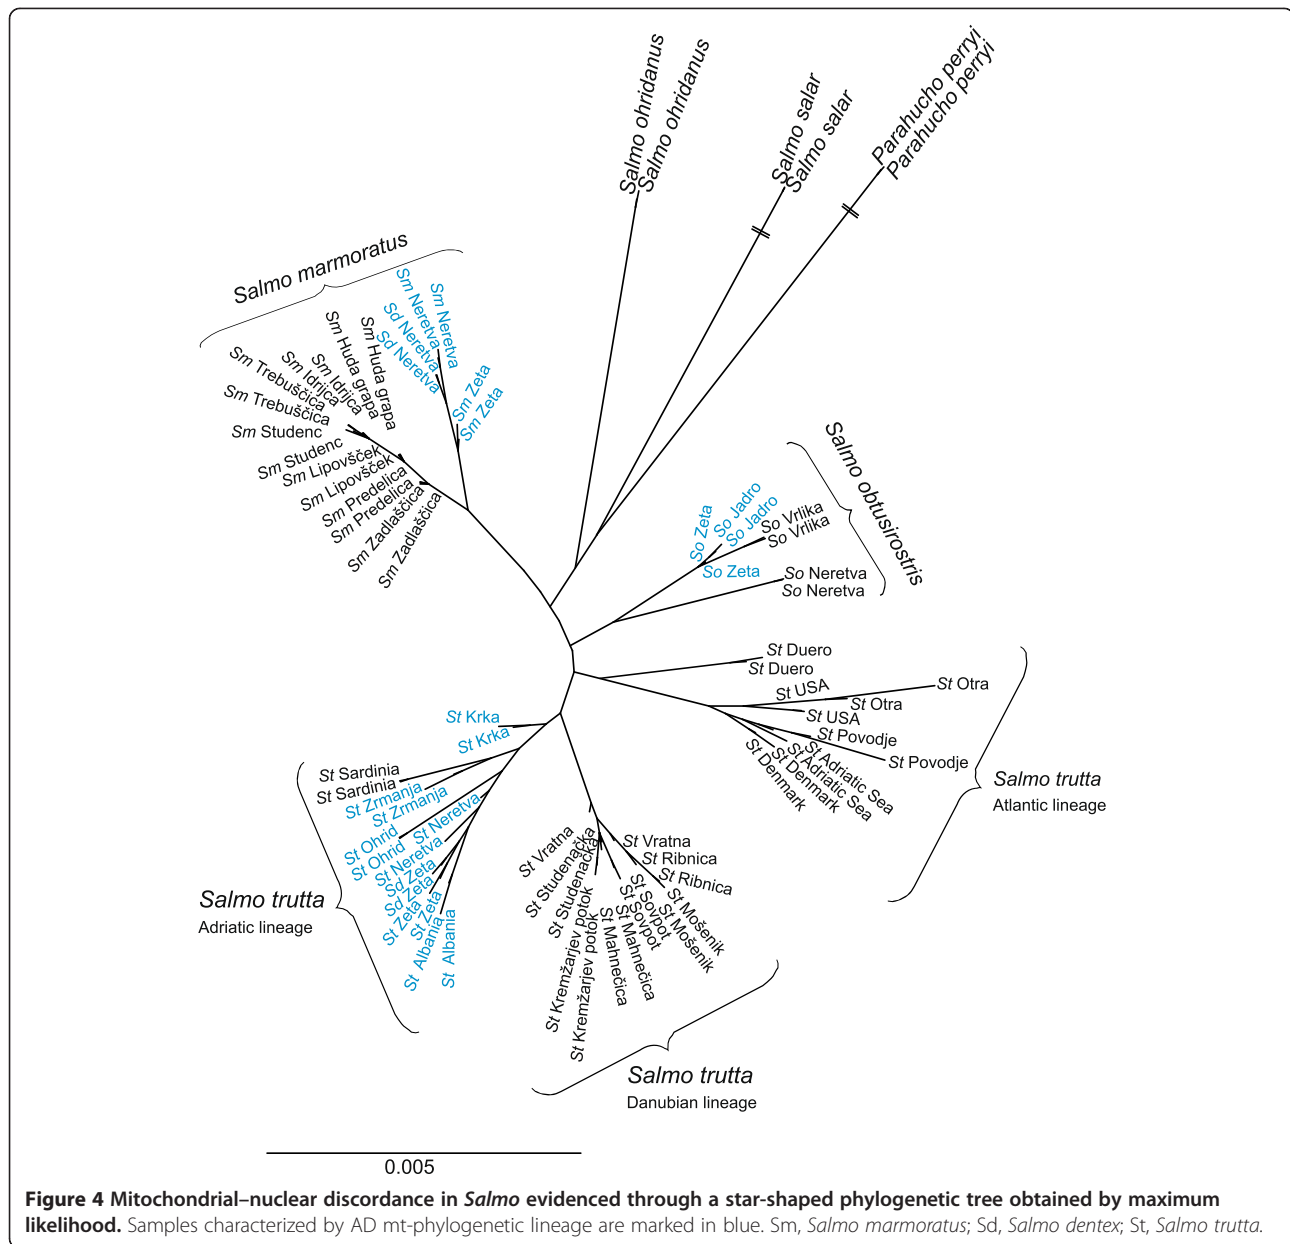 Salmo ohridanus
Salmo ohridanus
Salmo salar
Salmo salar
Parahucho perryi
Parahucho perryi
Salmo marmoratus
Sm Neretva
Sm Neretva
Sd Neretva
Sd Neretva
Sm Zeta
Sm Zeta
Sm Huda grapa
Sm Huda grapa
Sm Idrijca
Sm Idrijca
Sm Trebuščica
Sm Trebuščica
Sm Studenc
Sm Studenc
Sm Lipovšček
Sm Lipovšček
Sm Predelica
Sm Predelica
Sm Zadlaščica
Sm Zadlaščica
Salmo obtusirostris
So Zeta
So Jadro
So Jadro
So Vrlika
So Vrlika
So Zeta
So Neretva
So Neretva
St Duero
St Duero
St USA
St Otra
St Otra
St USA
St Povodje
St Povodje
St Adriatic Sea
St Adriatic Sea
St Denmark
St Denmark
Salmo trutta
Atlantic lineage
St Krka
St Krka
St Sardinia
St Sardinia
St Zrmanja
St Zrmanja
St Ohrid
St Ohrid
St Neretva
St Neretva
Sd Zeta
Sd Zeta
St Zeta
St Zeta
St Albania
St Albania
Salmo trutta
Adriatic lineage
St Vratna
St Studenačka
St Studenačka
St Kremžarjev potok
St Kremžarjev potok
St Mahnečica
St Mahnečica
St Sovpot
St Sovpot
St Mošenik
St Mošenik
St Ribnica
St Ribnica
St Vratna
Salmo trutta
Danubian lineage
0.005
Figure 4 Mitochondrial–nuclear discordance in Salmo evidenced through a star-shaped phylogenetic tree obtained by maximum
likelihood. Samples characterized by AD mt-phylogenetic lineage are marked in blue. Sm, Salmo marmoratus; Sd, Salmo dentex; St, Salmo trutta.